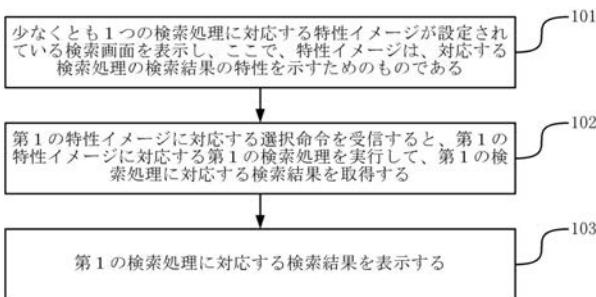 少なくとも1つの検索処理に対応する特性イメージが設定され
ている検索画面を表示し、ここで、特性イメージは、対応する
検索処理の検索結果の特性を示すためのものである
101
第1の特性イメージに対応する選択命令を受信すると、第1の
特性イメージに対応する第1の検索処理を実行して、第1の検
索処理に対応する検索結果を取得する
102
第1の検索処理に対応する検索結果を表示する
103